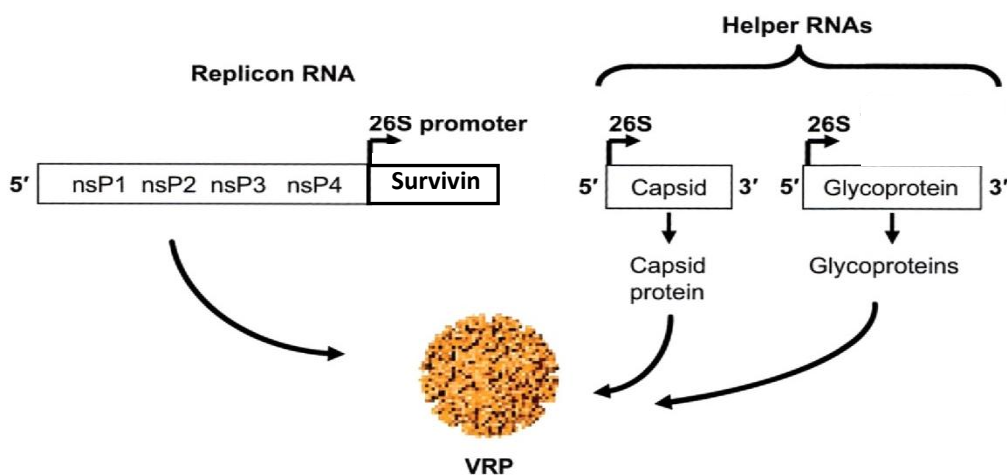 Helper RNAs
Replicon RNA
26S promoter
26S
26S
5′ nsP1 nsP2 nsP3 nsP4 Survivin
5′ Capsid 3′
5′ Glycoprotein 3′
Capsid
protein
Glycoproteins
VRP